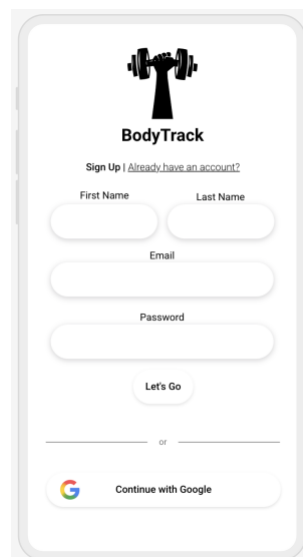 BodyTrack
Sign Up | Already have an account?
First Name Last Name
Email
Password
Let's Go
or
Continue with Google